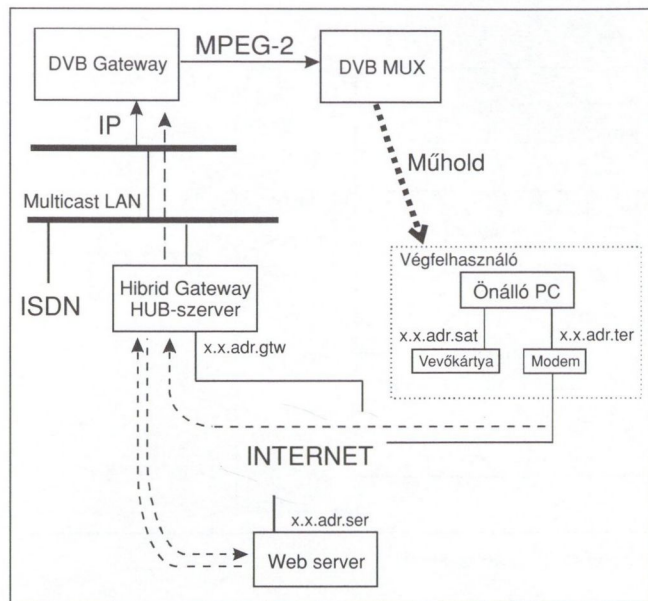 DVB Gateway
MPEG-2
DVB MUX
IP
Műhold
Multicast LAN
Végfelhasználó
Önálló PC
ISDN
Hibrid Gateway
HUB-szerver
x.x.adr.sat
x.x.adr.ter
x.x.adr.gtw
Vevőkártya
Modem
INTERNET
x.x.adr.ser
Web server